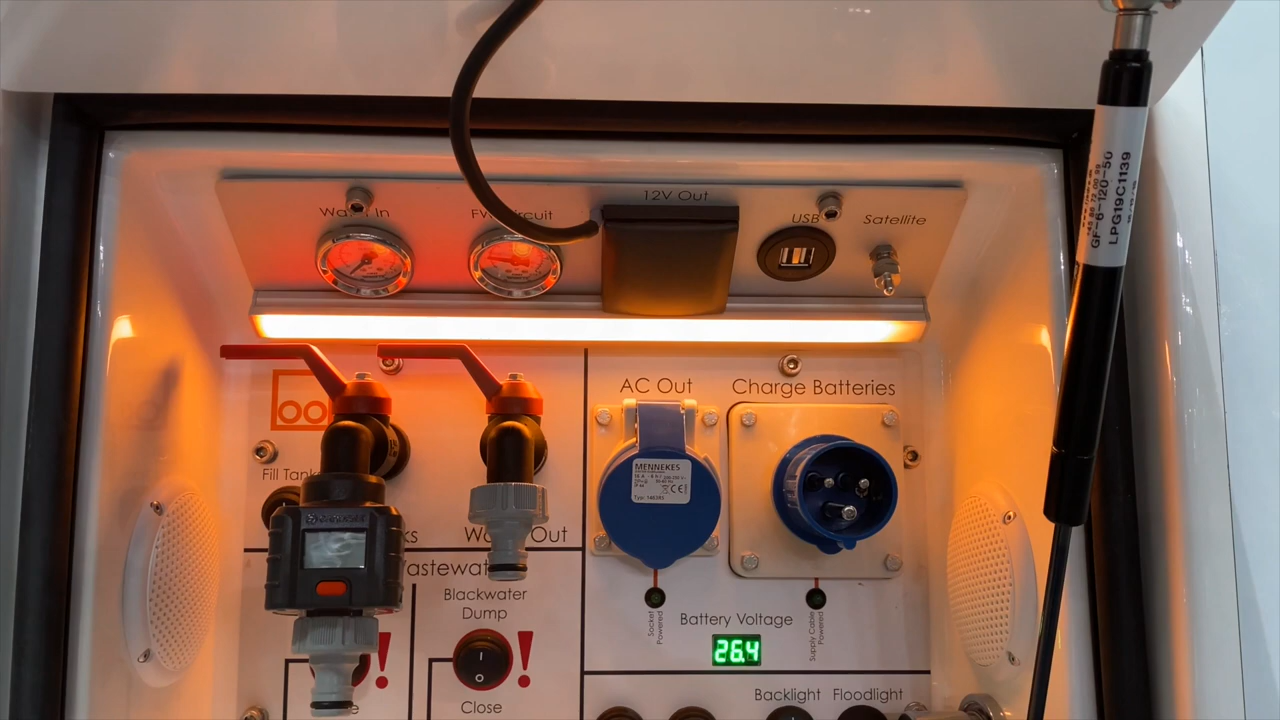 12V Out
USB
Satellite
GF-6-120-50
LPG19C1139
AC Out
Charge Batteries
Fill Tanks
MENNEKES
Out
Blackwater
Dump
!
!
I
O
Close
Socket
Powered
Battery Voltage
26.4
Supply Cable
Powered
Backlight
Floodlight